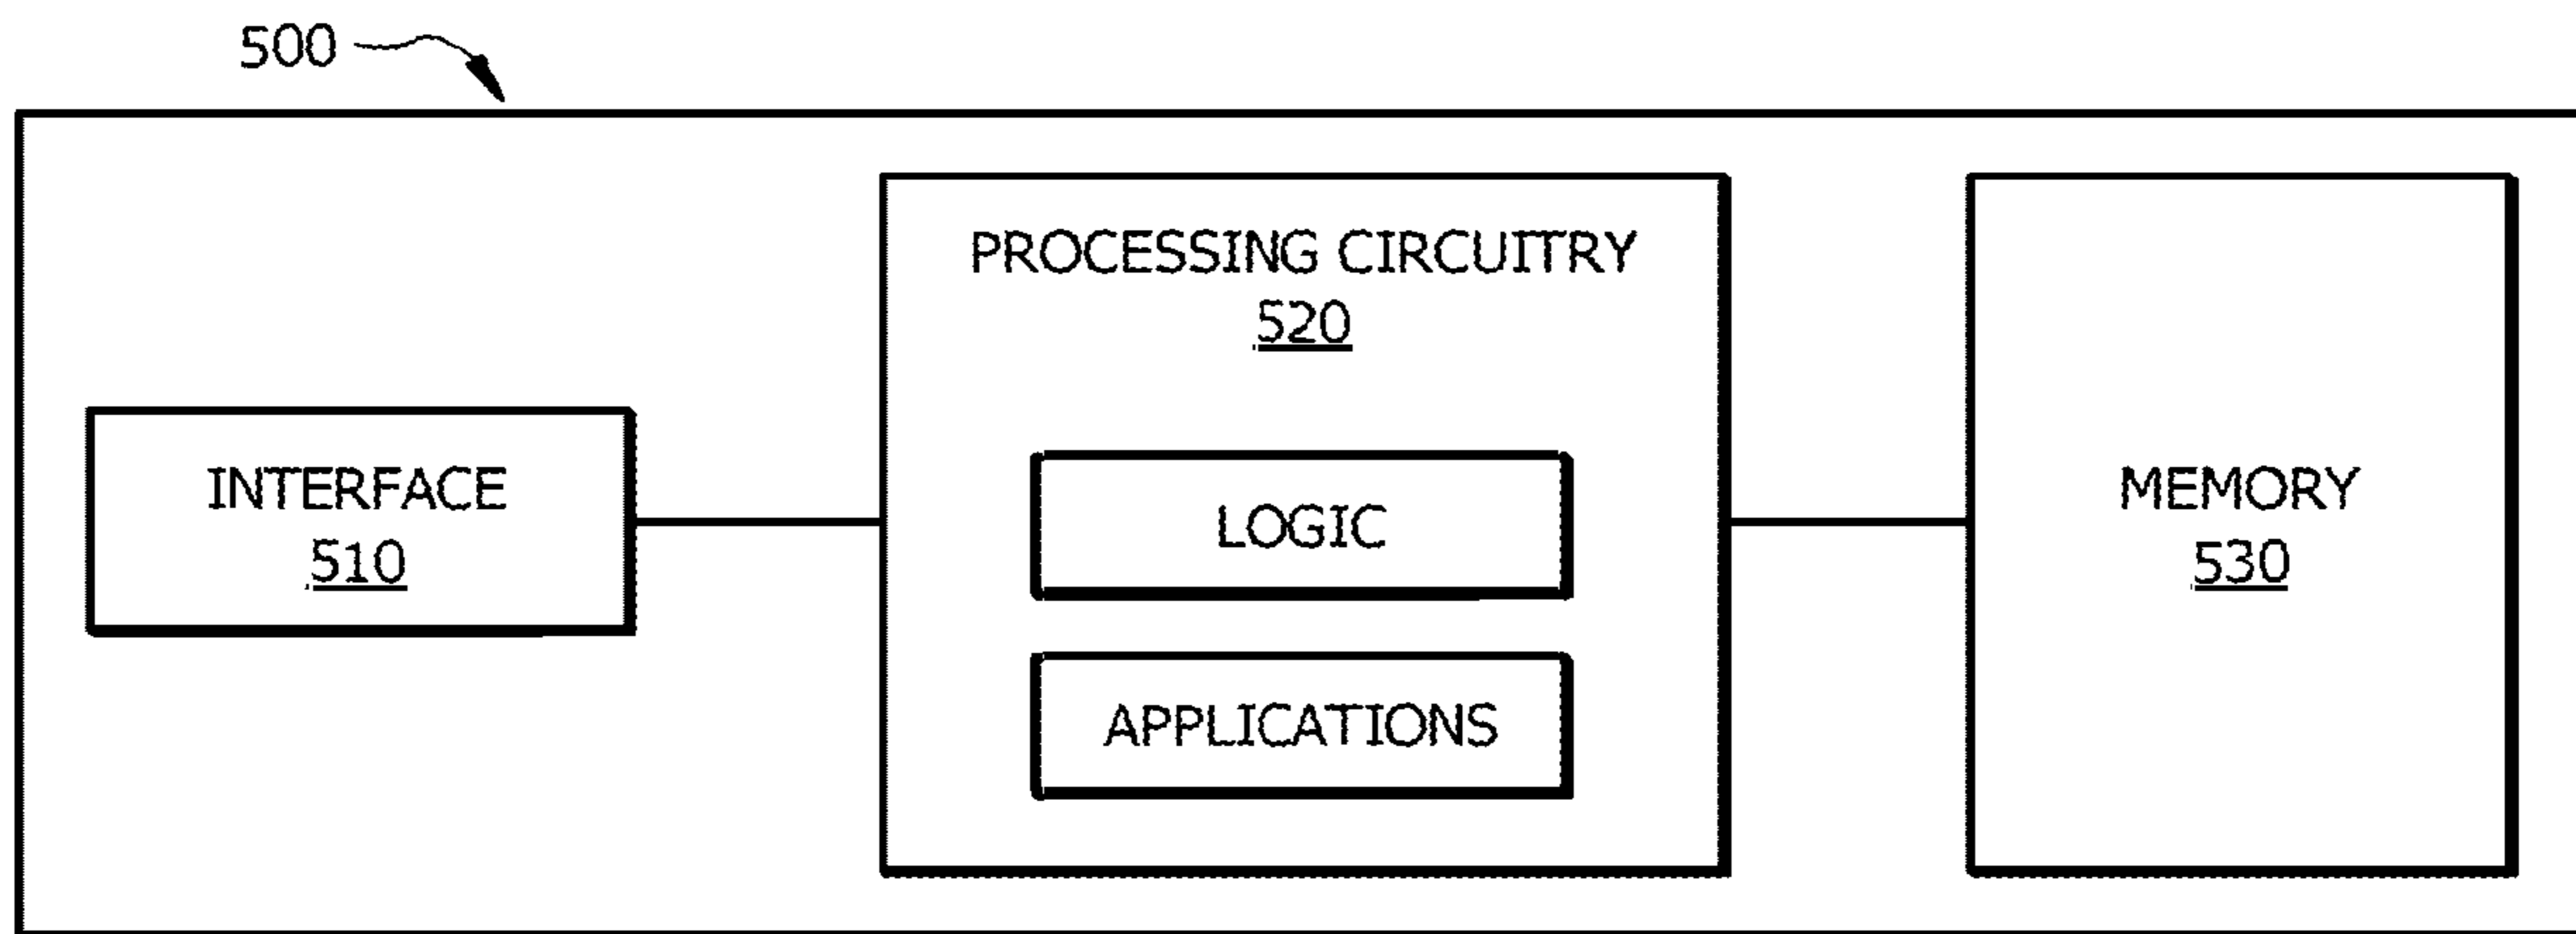 500
PROCESSING CIRCUITRY
520
INTERFACE
510
LOGIC
APPLICATIONS
MEMORY
530